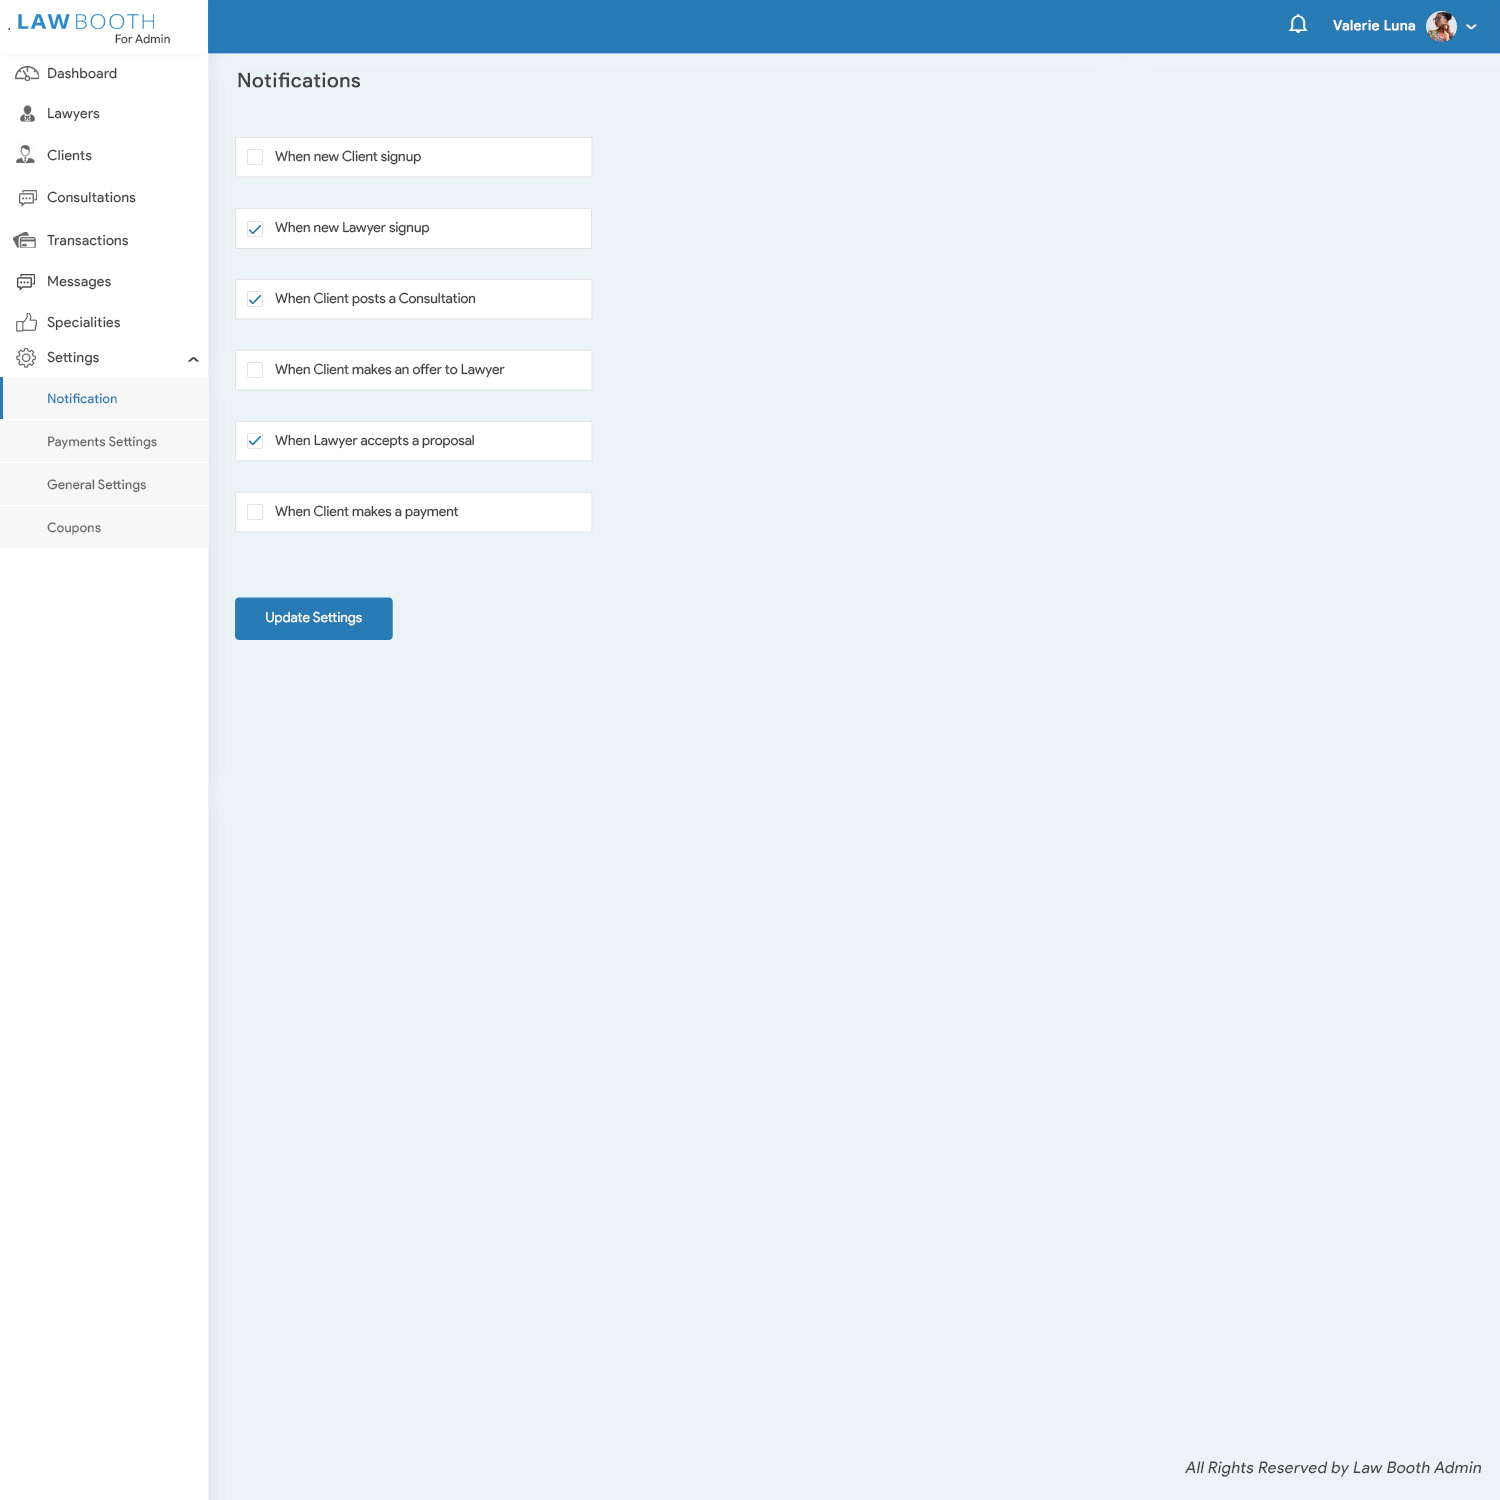 . LAW BOOTH
For Admin
Valerie Luna
Dashboard
Lawyers
Clients
Consultations
Transactions
Messages
Specialities
Settings
Notification
Payments Settings
General Settings
Coupons
Notifications
When new Client signup
When new Lawyer signup
When Client posts a Consultation
When Client makes an offer to Lawyer
When Lawyer accepts a proposal
When Client makes a payment
Update Settings
All Rights Reserved by Law Booth Admin